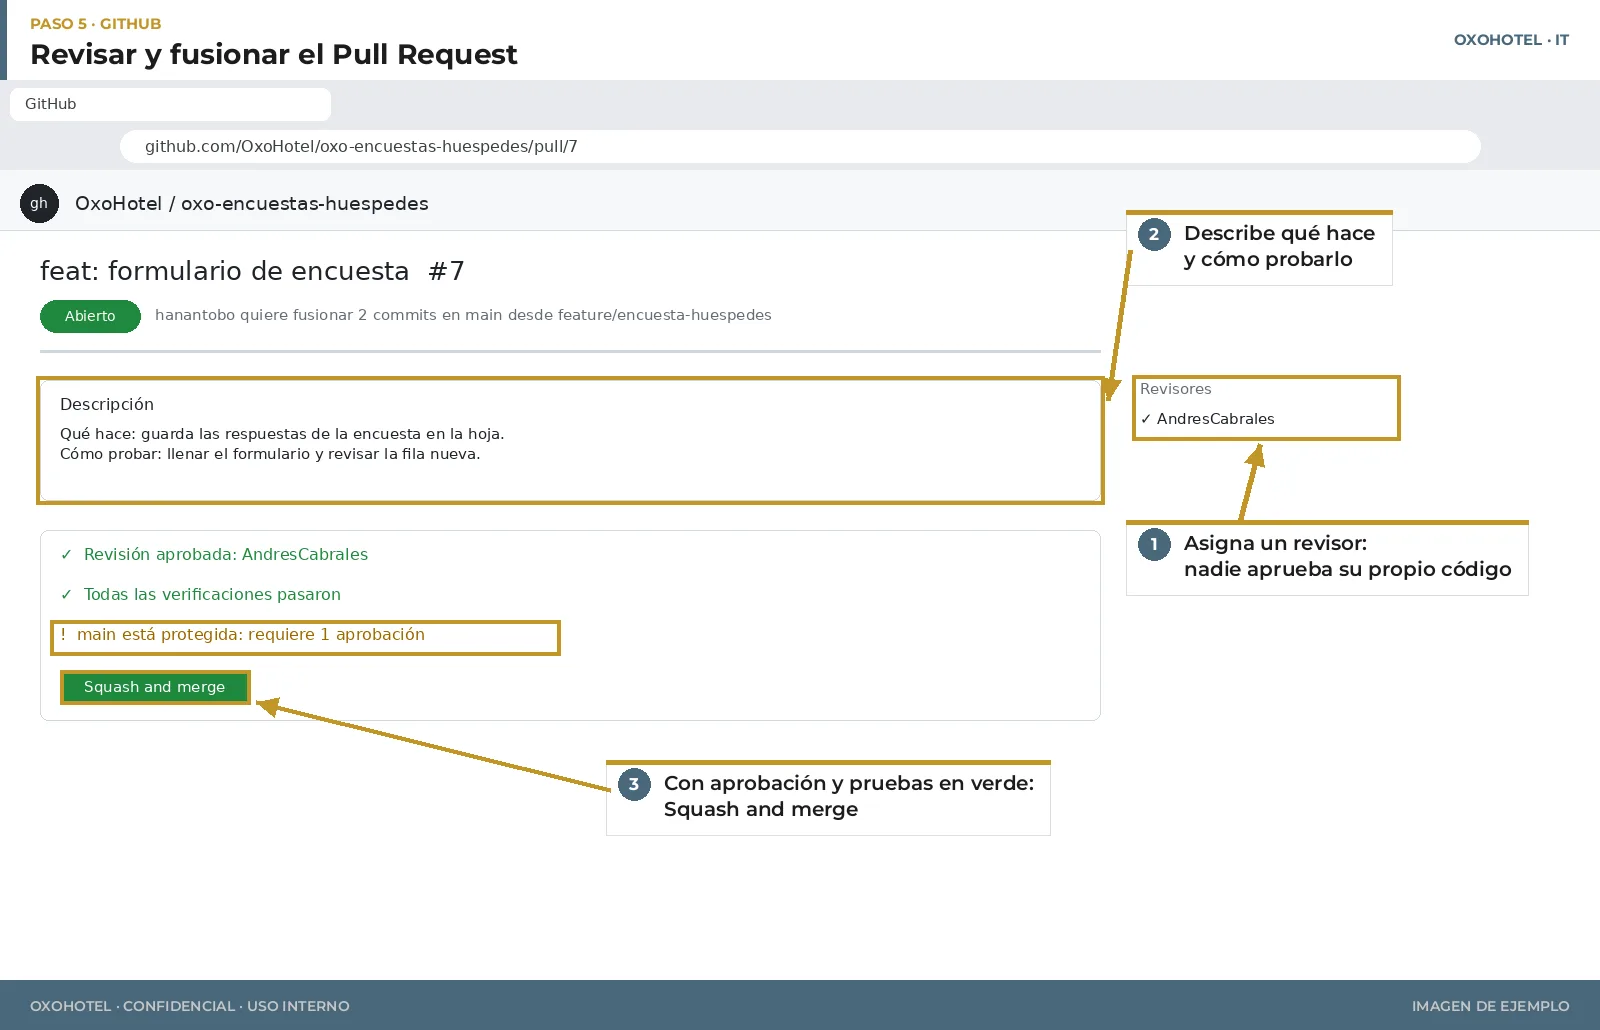 PASO 5 · GITHUB
Revisar y fusionar el Pull Request
OXOHOTEL · IT
GitHub
github.com/OxoHotel/oxo-encuestas-huespedes/pull/7
gh
OxoHotel / oxo-encuestas-huespedes
2
Describe qué hace
y cómo probarlo
feat: formulario de encuesta #7
Abierto
hanantobo quiere fusionar 2 commits en main desde feature/encuesta-huespedes
Descripción
Qué hace: guarda las respuestas de la encuesta en la hoja.
Cómo probar: llenar el formulario y revisar la fila nueva.
Revisores
✓ AndresCabrales
1
Asigna un revisor:
nadie aprueba su propio código
✓ Revisión aprobada: AndresCabrales
✓ Todas las verificaciones pasaron
! main está protegida: requiere 1 aprobación
Squash and merge
3
Con aprobación y pruebas en verde:
Squash and merge
OXOHOTEL · CONFIDENCIAL · USO INTERNO
IMAGEN DE EJEMPLO